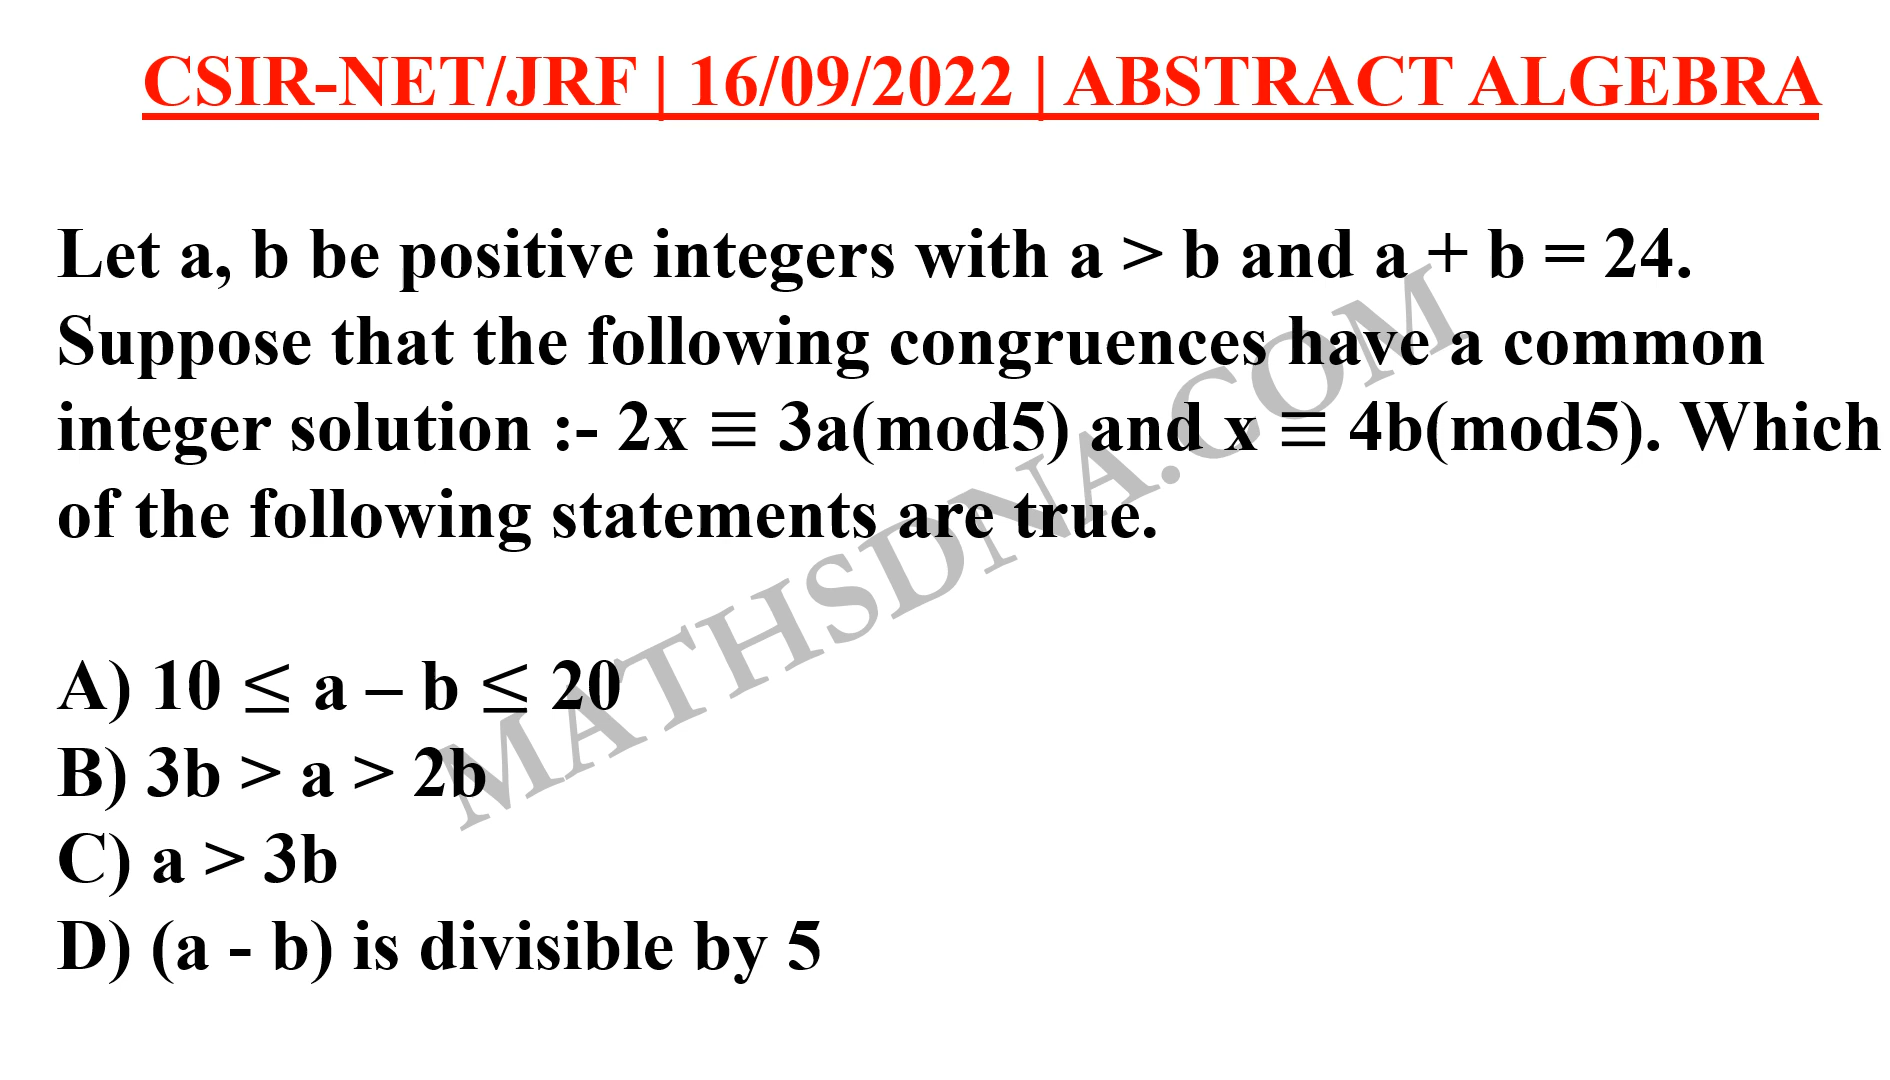 CSIR-NET/JRF | 16/09/2022 | ABSTRACT ALGEBRA
Let a, b be positive integers with a > b and a + b = 24.
Suppose that the following congruences have a common
integer solution :- 2x ≡ 3a(mod5) and x ≡ 4b(mod5). Which
of the following statements are true.
A) 10 ≤ a – b ≤ 20
B) 3b > a > 2b
C) a > 3b
D) (a - b) is divisible by 5
MATHSDNA.COM